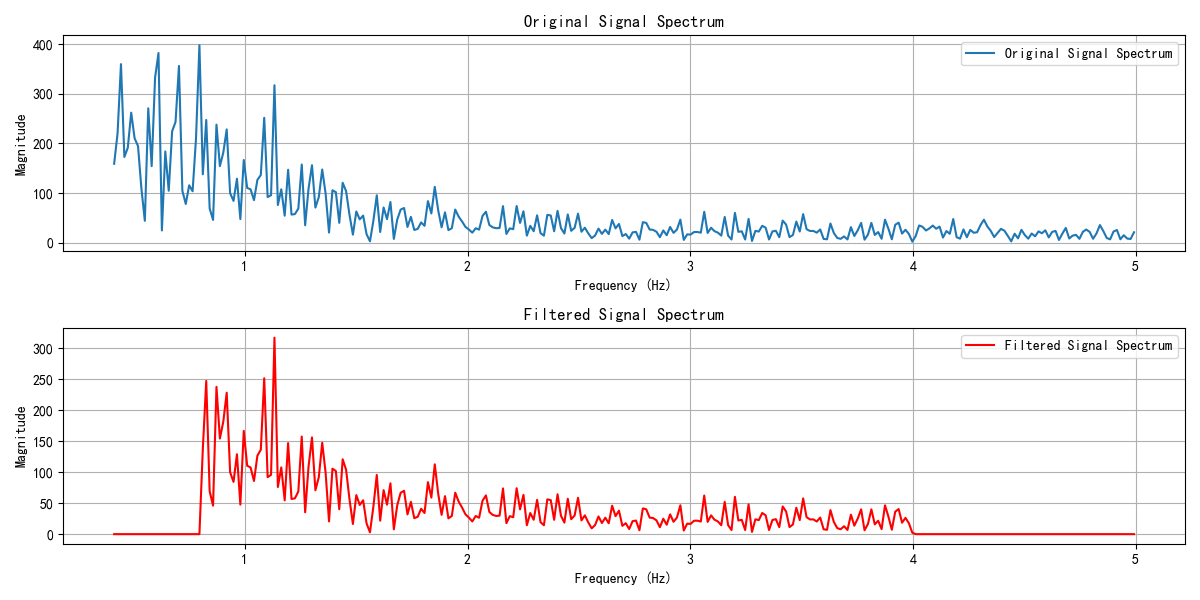 Original Signal Spectrum
400
300
200
100
0
Magnitude
Original Signal Spectrum
1
2
3
4
5
Frequency (Hz)
Filtered Signal Spectrum
300
250
200
150
100
50
0
Magnitude
Filtered Signal Spectrum
1
2
3
4
5
Frequency (Hz)